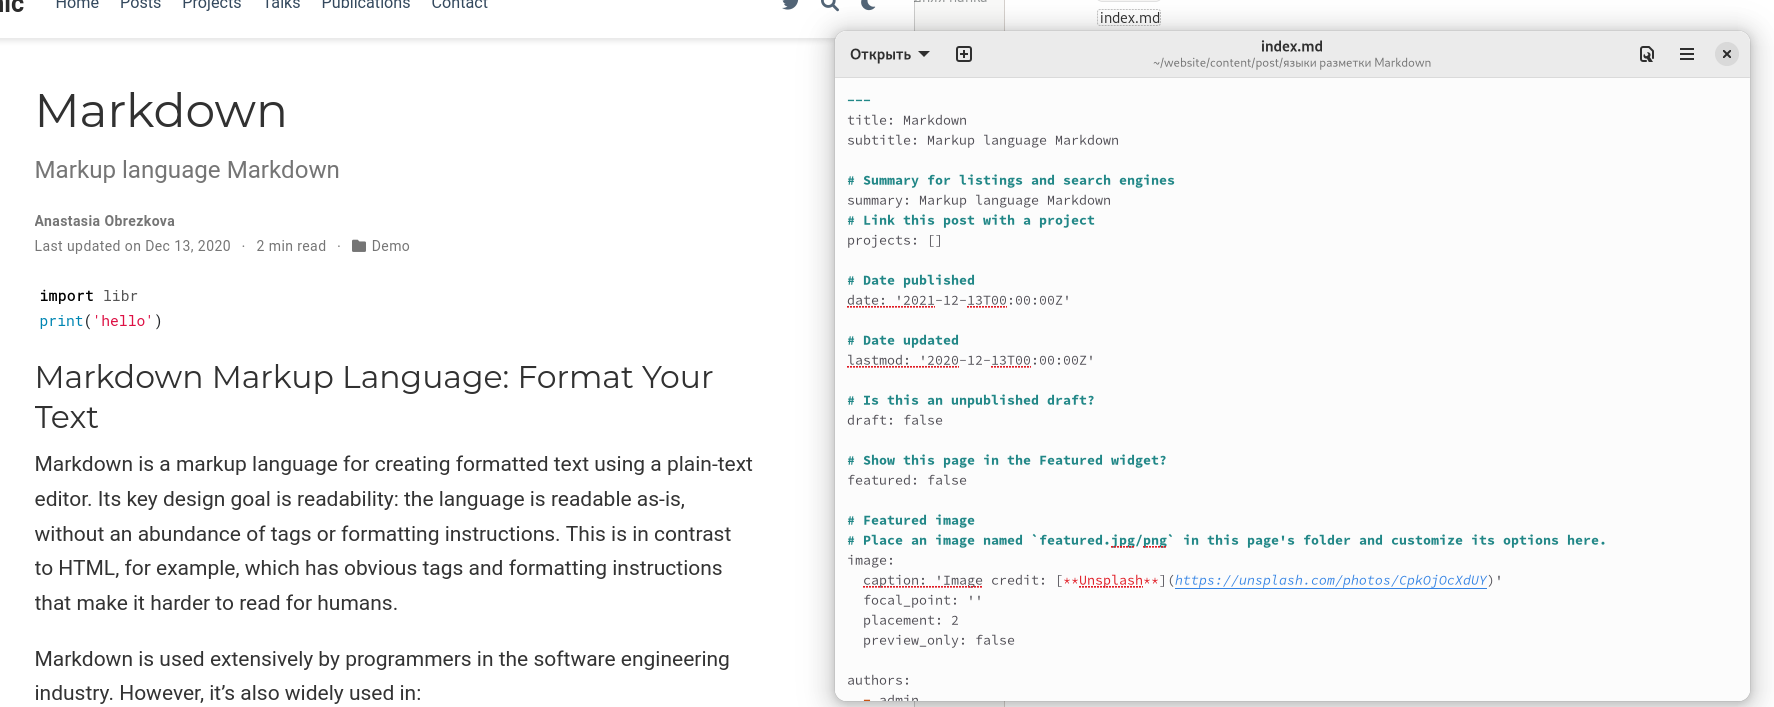 nic
Home Posts Projects Talks Publications Contact
Markdown
Markup language Markdown
Anastasia Obrezkova
Last updated on Dec 13, 2020 · 2 min read · Demo
import libr
print('hello')
Markdown Markup Language: Format Your
Text
Markdown is a markup language for creating formatted text using a plain-text
editor. Its key design goal is readability: the language is readable as-is,
without an abundance of tags or formatting instructions. This is in contrast
to HTML, for example, which has obvious tags and formatting instructions
that make it harder to read for humans.
Markdown is used extensively by programmers in the software engineering
industry. However, it’s also widely used in:
index.md
Открыть
index.md
~/website/content/post/языки разметки Markdown
---
title: Markdown
subtitle: Markup language Markdown
# Summary for listings and search engines
summary: Markup language Markdown
# Link this post with a project
projects: []
# Date published
date: '2021-12-13T00:00:00Z'
# Date updated
lastmod: '2020-12-13T00:00:00Z'
# Is this an unpublished draft?
draft: false
# Show this page in the Featured widget?
featured: false
# Featured image
# Place an image named `featured.jpg/png` in this page's folder and customize its options here.
image:
caption: 'Image credit: [**Unsplash**](https://unsplash.com/photos/CpkOjOcXdUY)'
focal_point: ''
placement: 2
preview_only: false
authors:
- admin